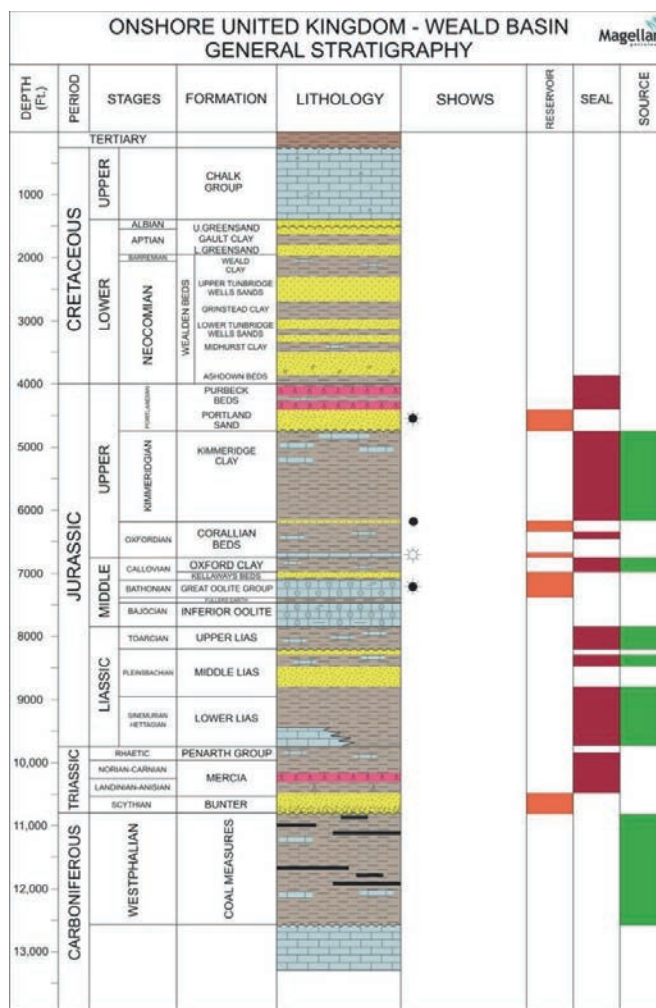 ONSHORE UNITED KINGDOM - WEALD BASIN
GENERAL STRATIGRAPHY
Magellan
DEPTH (Ft.)
PERIOD
STAGES
FORMATION
LITHOLOGY
SHOWS
RESERVOIR
SEAL
SOURCE
TERTIARY
CRETACEOUS
UPPER
CHALK
GROUP
1000
LOWER
ALBIAN
U.GREENSAND
APTIAN
GAULT CLAY
L.GREENSAND
2000
BARREMIAN
WEALDEN BEDS
WEALD
CLAY
NEOCOMIAN
UPPER TUNBRIDGE
WELLS SANDS
GRINSTEAD CLAY
3000
LOWER TUNBRIDGE
WELLS SANDS
MIDHURST CLAY
ASHDOWN BEDS
4000
JURASSIC
UPPER
PORTLANDIAN
PURBECK
BEDS
PORTLAND
SAND
5000
KIMMERIDGIAN
KIMMERIDGE
CLAY
6000
OXFORDIAN
CORALLIAN
BEDS
MIDDLE
CALLOVIAN
OXFORD CLAY
7000
KELLAWAYS BEDS
BATHONIAN
GREAT OOLITE GROUP
FULLERS EARTH
BAJOCIAN
INFERIOR OOLITE
8000
LIASSIC
TOARCIAN
UPPER LIAS
PLEINSBACHIAN
MIDDLE LIAS
9000
SINEMURIAN
HETTAGIAN
LOWER LIAS
TRIASSIC
RHAETIC
PENARTH GROUP
10,000
NORIAN-CARNIAN
MERCIA
LANDINIAN-ANISIAN
SCYTHIAN
BUNTER
11,000
CARBONIFEROUS
WESTPHALIAN
COAL MEASURES
12,000
13,000